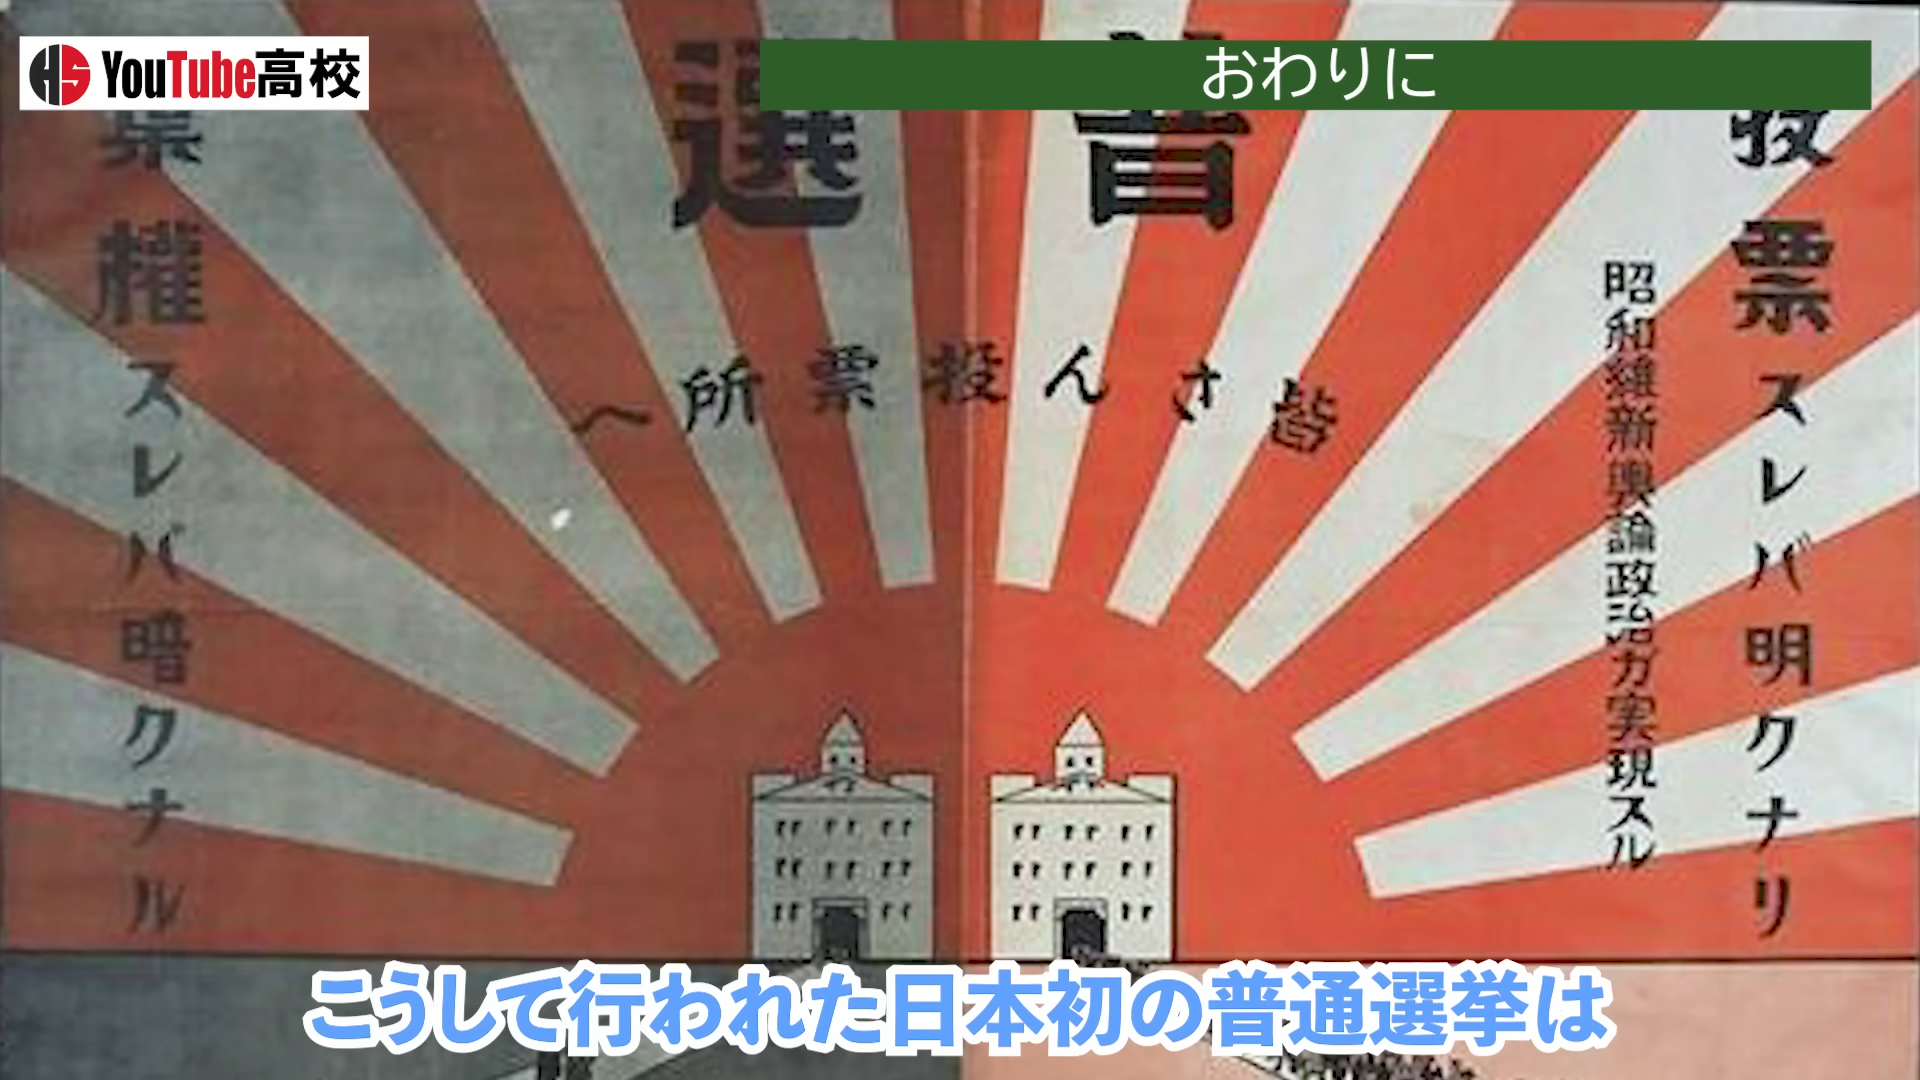 YouTube高校
おわりに
普選
投票スレバ明クナリ
昭和維新輿論政治ガ実現スル
皆さん投票所へ
棄権スレバ暗クナル
こうして行われた日本初の普通選挙は